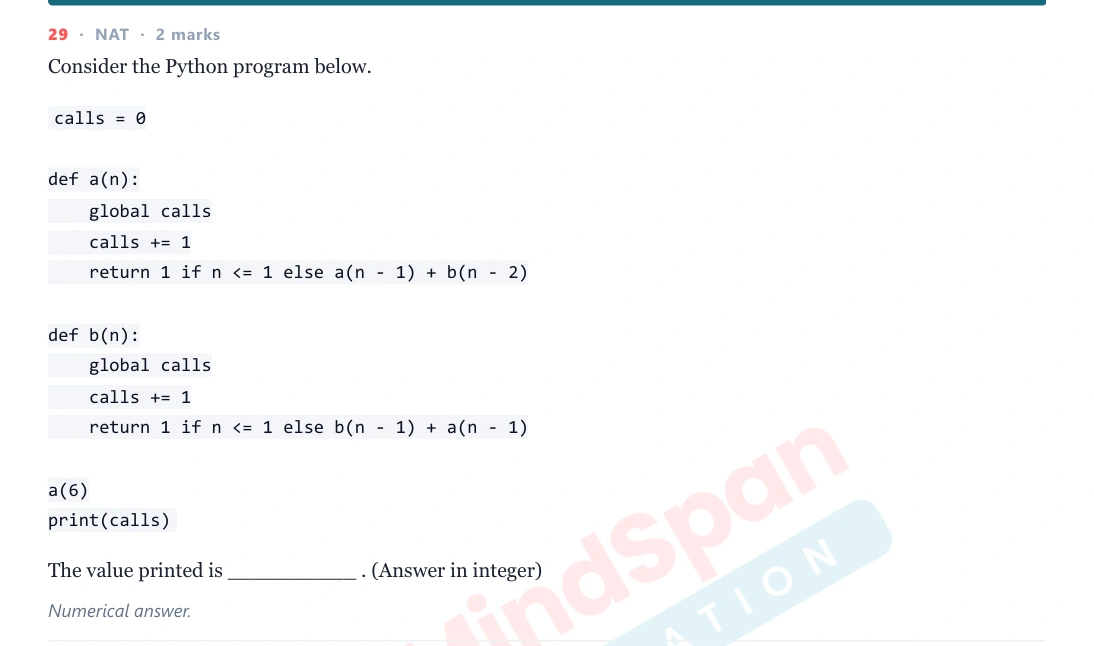 29 · NAT · 2 marks
Consider the Python program below.
calls = 0
def a(n):
    global calls
    calls += 1
    return 1 if n <= 1 else a(n - 1) + b(n - 2)
def b(n):
    global calls
    calls += 1
    return 1 if n <= 1 else b(n - 1) + a(n - 1)
a(6)
print(calls)
The value printed is ____________ . (Answer in integer)
Numerical answer.
MindSpan
ATION